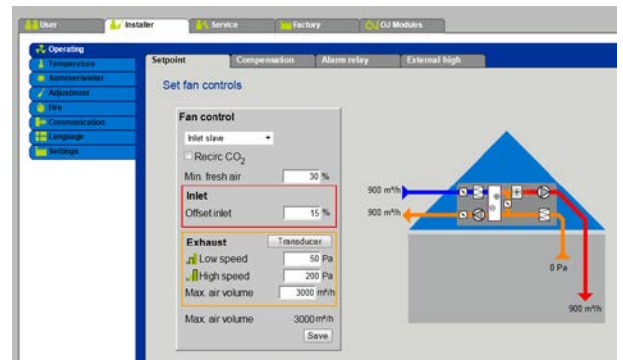 User
Installer
Service
Factory
OJ Modules
Operating
Temperature
Summer/winter
Adjustment
Fire
Communication
Language
Settings
Setpoint
Compensation
Alarm relay
External high
Set fan controls
Fan control
Inlet slave
Recirc CO2
Min. fresh air 30 %
Inlet
Offset inlet 15 %
Exhaust Transducer
Low speed 50 Pa
High speed 200 Pa
Max. air volume 3000 m³/h
Max. air volume 3000 m³/h
Save
900 m³/h
900 m³/h
0 Pa
900 m³/h